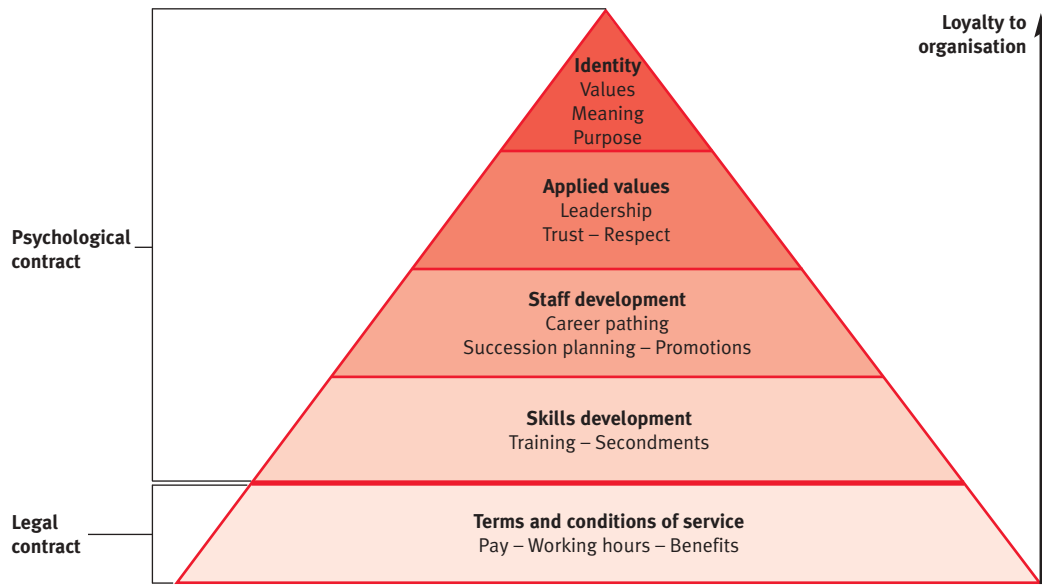 Loyalty to
organisation
Identity
Values
Meaning
Purpose
Applied values
Leadership
Trust – Respect
Psychological
contract
Staff development
Career pathing
Succession planning – Promotions
Skills development
Training – Secondments
Legal
contract
Terms and conditions of service
Pay – Working hours – Benefits